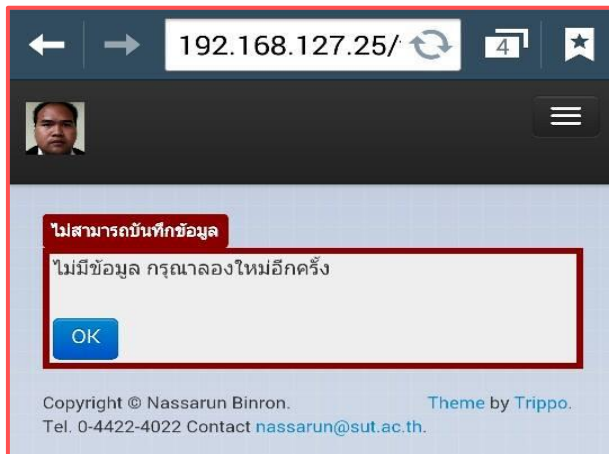 192.168.127.25/
4
ไม่สามารถบันทึกข้อมูล
ไม่มีข้อมูล กรุณาลองใหม่อีกครั้ง
OK
Copyright © Nassarun Binron. Theme by Trippo.
Tel. 0-4422-4022 Contact nassarun@sut.ac.th.